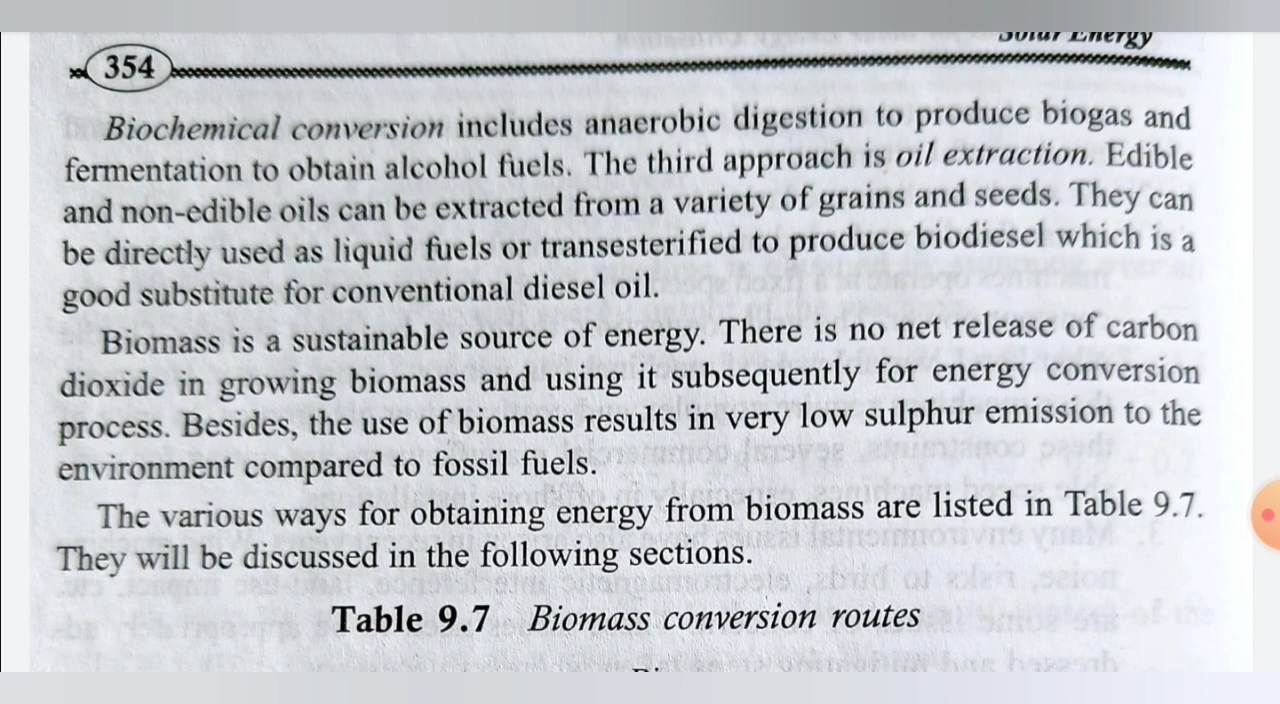 Solar Energy
354
Biochemical conversion includes anaerobic digestion to produce biogas and
fermentation to obtain alcohol fuels. The third approach is oil extraction. Edible
and non-edible oils can be extracted from a variety of grains and seeds. They can
be directly used as liquid fuels or transesterified to produce biodiesel which is a
good substitute for conventional diesel oil.
Biomass is a sustainable source of energy. There is no net release of carbon
dioxide in growing biomass and using it subsequently for energy conversion
process. Besides, the use of biomass results in very low sulphur emission to the
environment compared to fossil fuels.
The various ways for obtaining energy from biomass are listed in Table 9.7.
They will be discussed in the following sections.
Table 9.7 Biomass conversion routes